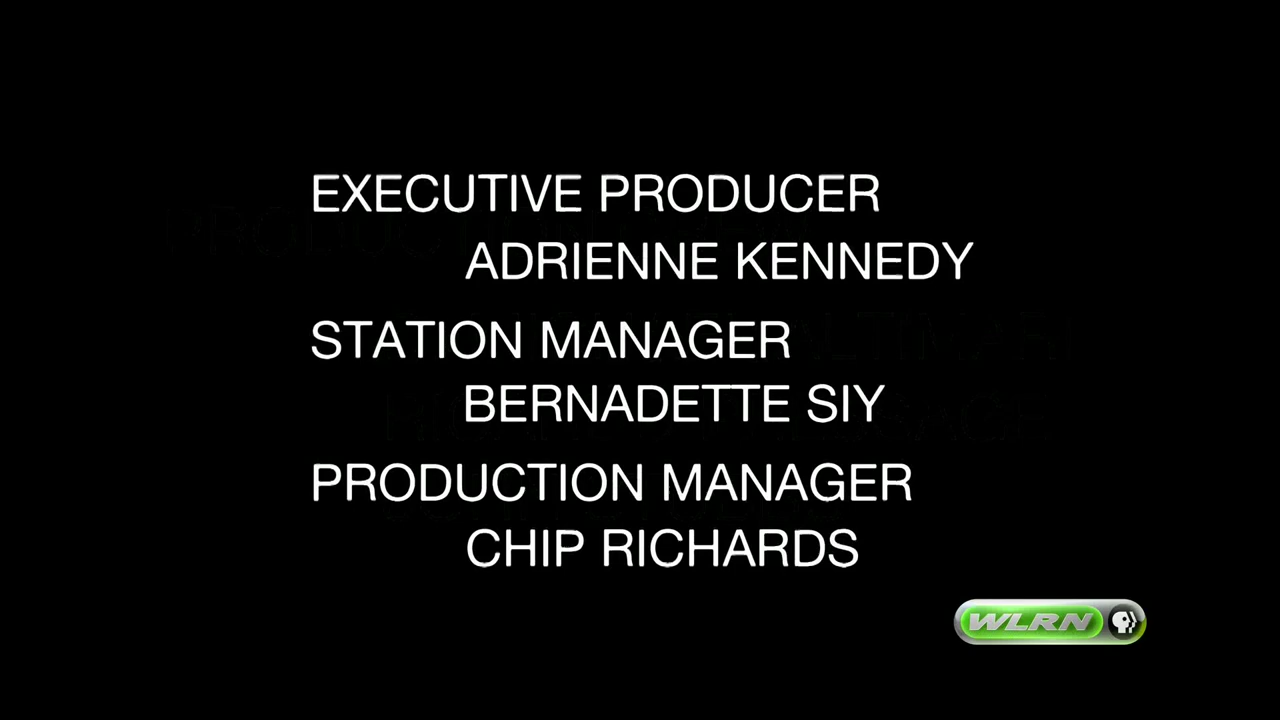 EXECUTIVE PRODUCER
ADRIENNE KENNEDY
STATION MANAGER
BERNADETTE SIY
PRODUCTION MANAGER
CHIP RICHARDS
WLRN